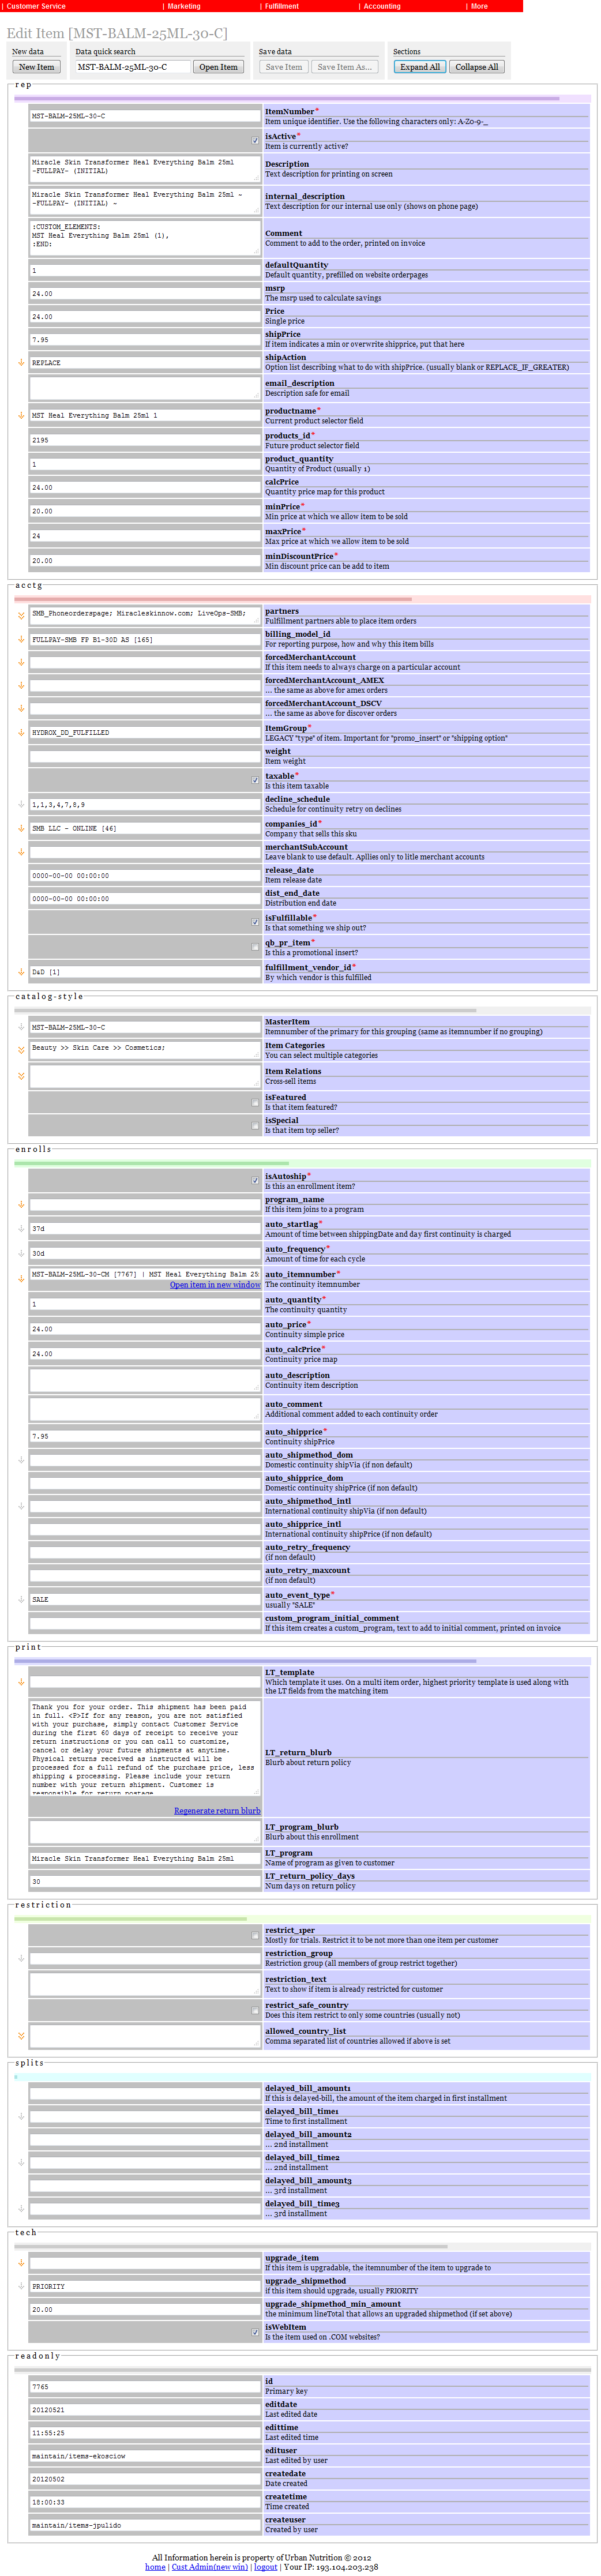 | Customer Service | Marketing | Fulfillment | Accounting | More
Edit Item [MST-BALM-25ML-30-C]
New data
Data quick search
Save data
Sections
New Item
MST-BALM-25ML-30-C
Open Item
Save Item
Save Item As...
Expand All
Collapse All
rep
MST-BALM-25ML-30-C
ItemNumber*
Item unique identifier. Use the following characters only: A-Z0-9-_
isActive*
Item is currently active?
Miracle Skin Transformer Heal Everything Balm 25ml
~FULLPAY~ (INITIAL)
Description
Text description for printing on screen
Miracle Skin Transformer Heal Everything Balm 25ml ~
~FULLPAY~ (INITIAL) ~
internal_description
Text description for our internal use only (shows on phone page)
:CUSTOM_ELEMENTS:
MST Heal Everything Balm 25ml (1),
:END:
Comment
Comment to add to the order, printed on invoice
1
defaultQuantity
Default quantity, prefilled on website orderpages
24.00
msrp
The msrp used to calculate savings
24.00
Price
Single price
7.95
shipPrice
If item indicates a min or overwrite shipprice, put that here
REPLACE
shipAction
Option list describing what to do with shipPrice. (usually blank or REPLACE_IF_GREATER)
email_description
Description safe for email
MST Heal Everything Balm 25ml 1
productname*
Current product selector field
2195
products_id*
Future product selector field
1
product_quantity
Quantity of Product (usually 1)
24.00
calcPrice
Quantity price map for this product
20.00
minPrice*
Min price at which we allow item to be sold
24
maxPrice*
Max price at which we allow item to be sold
20.00
minDiscountPrice*
Min discount price can be add to item
acctg
SMB_Phoneorderspage; Miracleskinnow.com; LiveOps-SMB;
partners
Fulfillment partners able to place item orders
FULLPAY-SMB FP B1-30D AS [165]
billing_model_id
For reporting purpose, how and why this item bills
forcedMerchantAccount
If this item needs to always charge on a particular account
forcedMerchantAccount_AMEX
... the same as above for amex orders
forcedMerchantAccount_DSCV
... the same as above for discover orders
HYDROX_DD_FULFILLED
ItemGroup*
LEGACY "type" of item. Important for "promo_insert" or "shipping option"
weight
Item weight
taxable*
Is this item taxable
1,1,3,4,7,8,9
decline_schedule
Schedule for continuity retry on declines
SMB LLC - ONLINE [46]
companies_id*
Company that sells this sku
merchantSubAccount
Leave blank to use default. Apllies only to litle merchant accounts
0000-00-00 00:00:00
release_date
Item release date
0000-00-00 00:00:00
dist_end_date
Distribution end date
isFulfillable*
Is that something we ship out?
qb_pr_item*
Is this a promotional insert?
D&D [1]
fulfillment_vendor_id*
By which vendor is this fulfilled
catalog-style
MST-BALM-25ML-30-C
MasterItem
Itemnumber of the primary for this grouping (same as itemnumber if no grouping)
Beauty >> Skin Care >> Cosmetics;
Item Categories
You can select multiple categories
Item Relations
Cross-sell items
isFeatured
Is that item featured?
isSpecial
Is that item top seller?
enrolls
isAutoship*
Is this an enrollment item?
program_name
If this item joins to a program
37d
auto_startlag*
Amount of time between shippingDate and day first continuity is charged
30d
auto_frequency*
Amount of time for each cycle
MST-BALM-25ML-30-CM [7767] | MST Heal Everything Balm 25
Open item in new window
auto_itemnumber*
The continuity itemnumber
1
auto_quantity*
The continuity quantity
24.00
auto_price*
Continuity simple price
24.00
auto_calcPrice*
Continuity price map
auto_description
Continuity item description
auto_comment
Additional comment added to each continuity order
7.95
auto_shipprice*
Continuity shipPrice
auto_shipmethod_dom
Domestic continuity shipVia (if non default)
auto_shipprice_dom
Domestic continuity shipPrice (if non default)
auto_shipmethod_intl
International continuity shipVia (if non default)
auto_shipprice_intl
International continuity shipPrice (if non default)
auto_retry_frequency
(if non default)
auto_retry_maxcount
(if non default)
SALE
auto_event_type*
usually "SALE"
custom_program_initial_comment
If this item creates a custom_program, text to add to initial comment, printed on invoice
print
LT_template
Which template it uses. On a multi item order, highest priority template is used along with
the LT fields from the matching item
Thank you for your order. This shipment has been paid
in full. <P>If for any reason, you are not satisfied
with your purchase, simply contact Customer Service
during the first 60 days of receipt to receive your
return instructions or you can call to customize,
cancel or delay your future shipments at anytime.
Physical returns received as instructed will be
processed for a full refund of the purchase price, less
shipping & processing. Please include your return
number with your return shipment. Customer is
responsible for return postage.
Regenerate return blurb
LT_return_blurb
Blurb about return policy
LT_program_blurb
Blurb about this enrollment
Miracle Skin Transformer Heal Everything Balm 25ml
LT_program
Name of program as given to customer
30
LT_return_policy_days
Num days on return policy
restriction
restrict_1per
Mostly for trials. Restrict it to be not more than one item per customer
restriction_group
Restriction group (all members of group restrict together)
restriction_text
Text to show if item is already restricted for customer
restrict_safe_country
Does this item restrict to only some countries (usually not)
allowed_country_list
Comma separated list of countries allowed if above is set
splits
delayed_bill_amount1
If this is delayed-bill, the amount of the item charged in first installment
delayed_bill_time1
Time to first installment
delayed_bill_amount2
... 2nd installment
delayed_bill_time2
... 2nd installment
delayed_bill_amount3
... 3rd installment
delayed_bill_time3
... 3rd installment
tech
upgrade_item
If this item is upgradable, the itemnumber of the item to upgrade to
PRIORITY
upgrade_shipmethod
if this item should upgrade, usually PRIORITY
20.00
upgrade_shipmethod_min_amount
the minimum lineTotal that allows an upgraded shipmethod (if set above)
isWebItem
Is the item used on .COM websites?
readonly
7765
id
Primary key
20120521
editdate
Last edited date
11:55:25
edittime
Last edited time
maintain/items-ekosciow
edituser
Last edited by user
20120502
createdate
Date created
18:00:33
createtime
Time created
maintain/items-jpulido
createuser
Created by user
All Information herein is property of Urban Nutrition © 2012
home | Cust Admin(new win) | logout | Your IP: 193.104.203.238